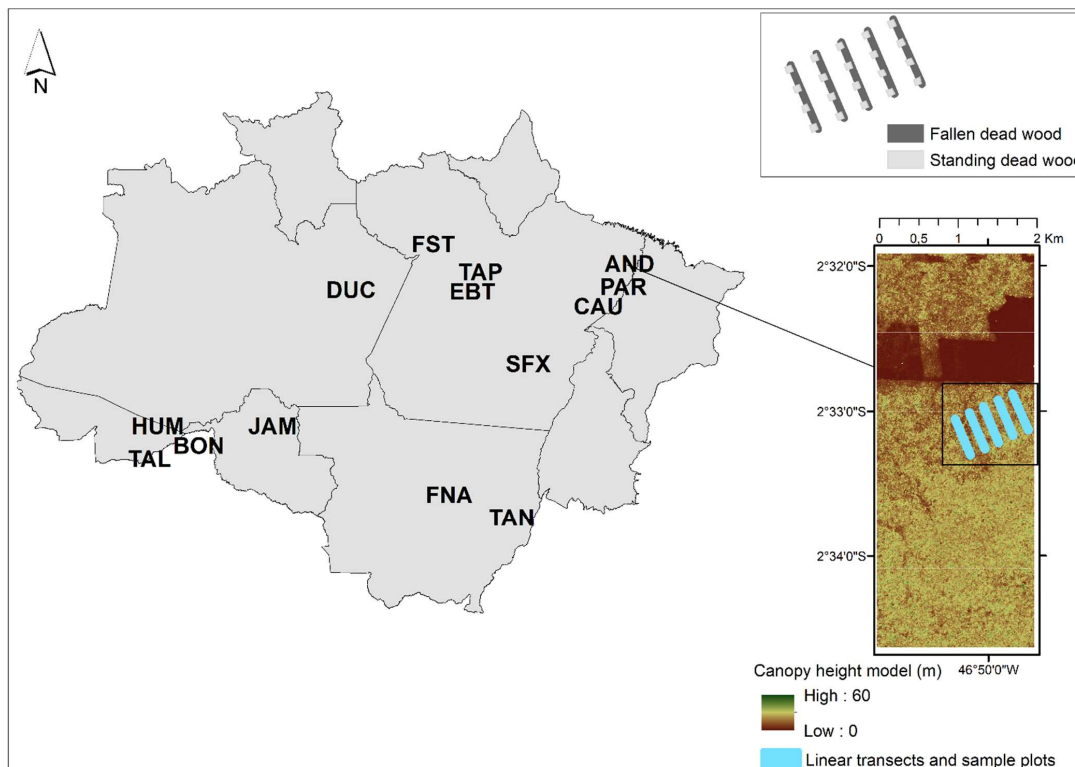 N
Fallen dead wood
Standing dead wood
0 0,5 1 2 Km
2°32'0"S
2°33'0"S
2°34'0"S
46°50'0"W
FST
TAP
EBT
DUC
AND
PAR
CAU
SFX
HUM
BON
TAL
JAM
FNA
TAN
Canopy height model (m)
High : 60
Low : 0
Linear transects and sample plots